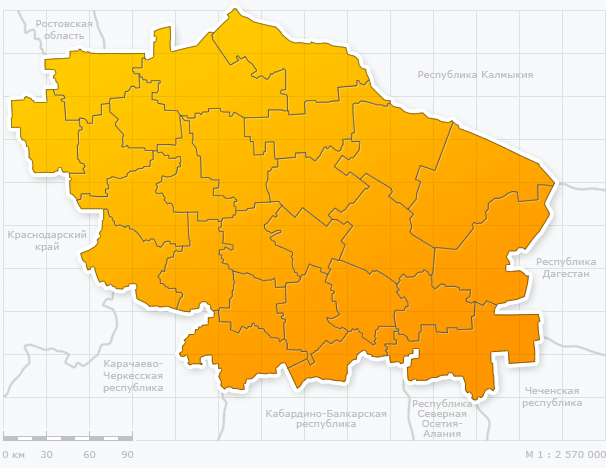 Ростовская
область
Республика Калмыкия
Краснодарский
край
Республика
Дагестан
Карачаево-
Черкесская
республика
Кабардино-Балкарская
республика
Республика
Северная
Осетия-
Алания
Чеченская
республика
0 км 30 60 90
М 1 : 2 570 000